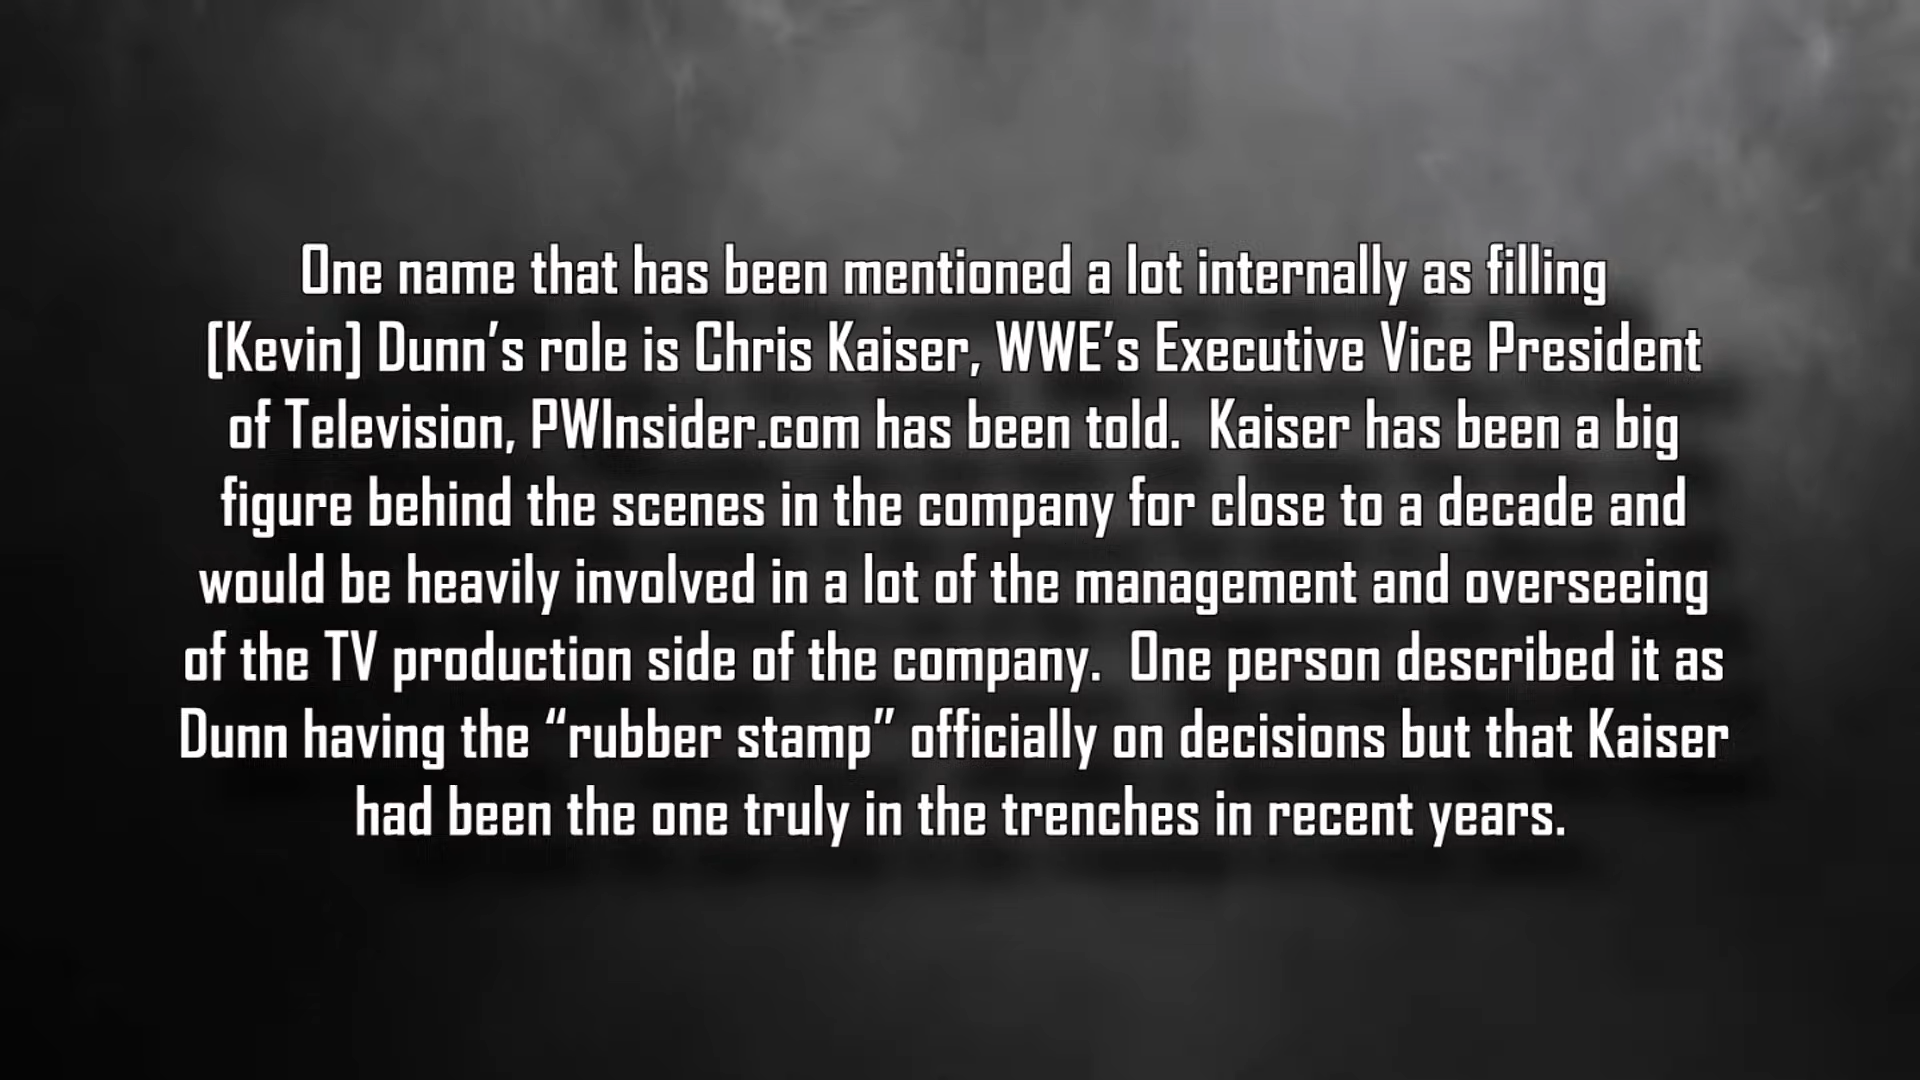 One name that has been mentioned a lot internally as filling
[Kevin] Dunn’s role is Chris Kaiser, WWE’s Executive Vice President
of Television, PWInsider.com has been told.  Kaiser has been a big
figure behind the scenes in the company for close to a decade and
would be heavily involved in a lot of the management and overseeing
of the TV production side of the company.  One person described it as
Dunn having the “rubber stamp” officially on decisions but that Kaiser
had been the one truly in the trenches in recent years.